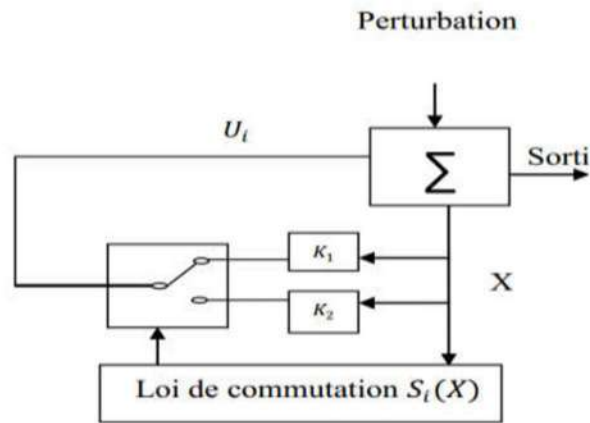 Perturbation
U_i
Σ
Sorti
K_1
X
K_2
Loi de commutation S_i(X)